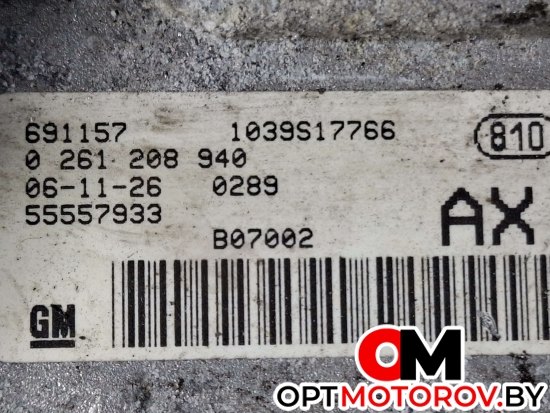 691157 1039S17766 810
0 261 208 940
06-11-26 0289
55557933 AX
B07002
GM
OM
OPTMOTOROV.BY